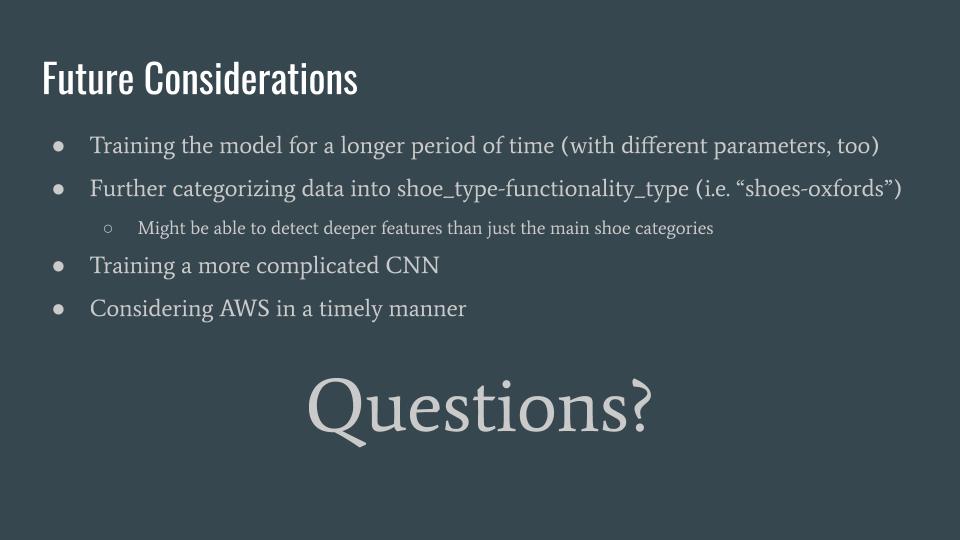 Future Considerations
● Training the model for a longer period of time (with different parameters, too)
● Further categorizing data into shoe_type-functionality_type (i.e. “shoes-oxfords”)
○ Might be able to detect deeper features than just the main shoe categories
● Training a more complicated CNN
● Considering AWS in a timely manner
Questions?